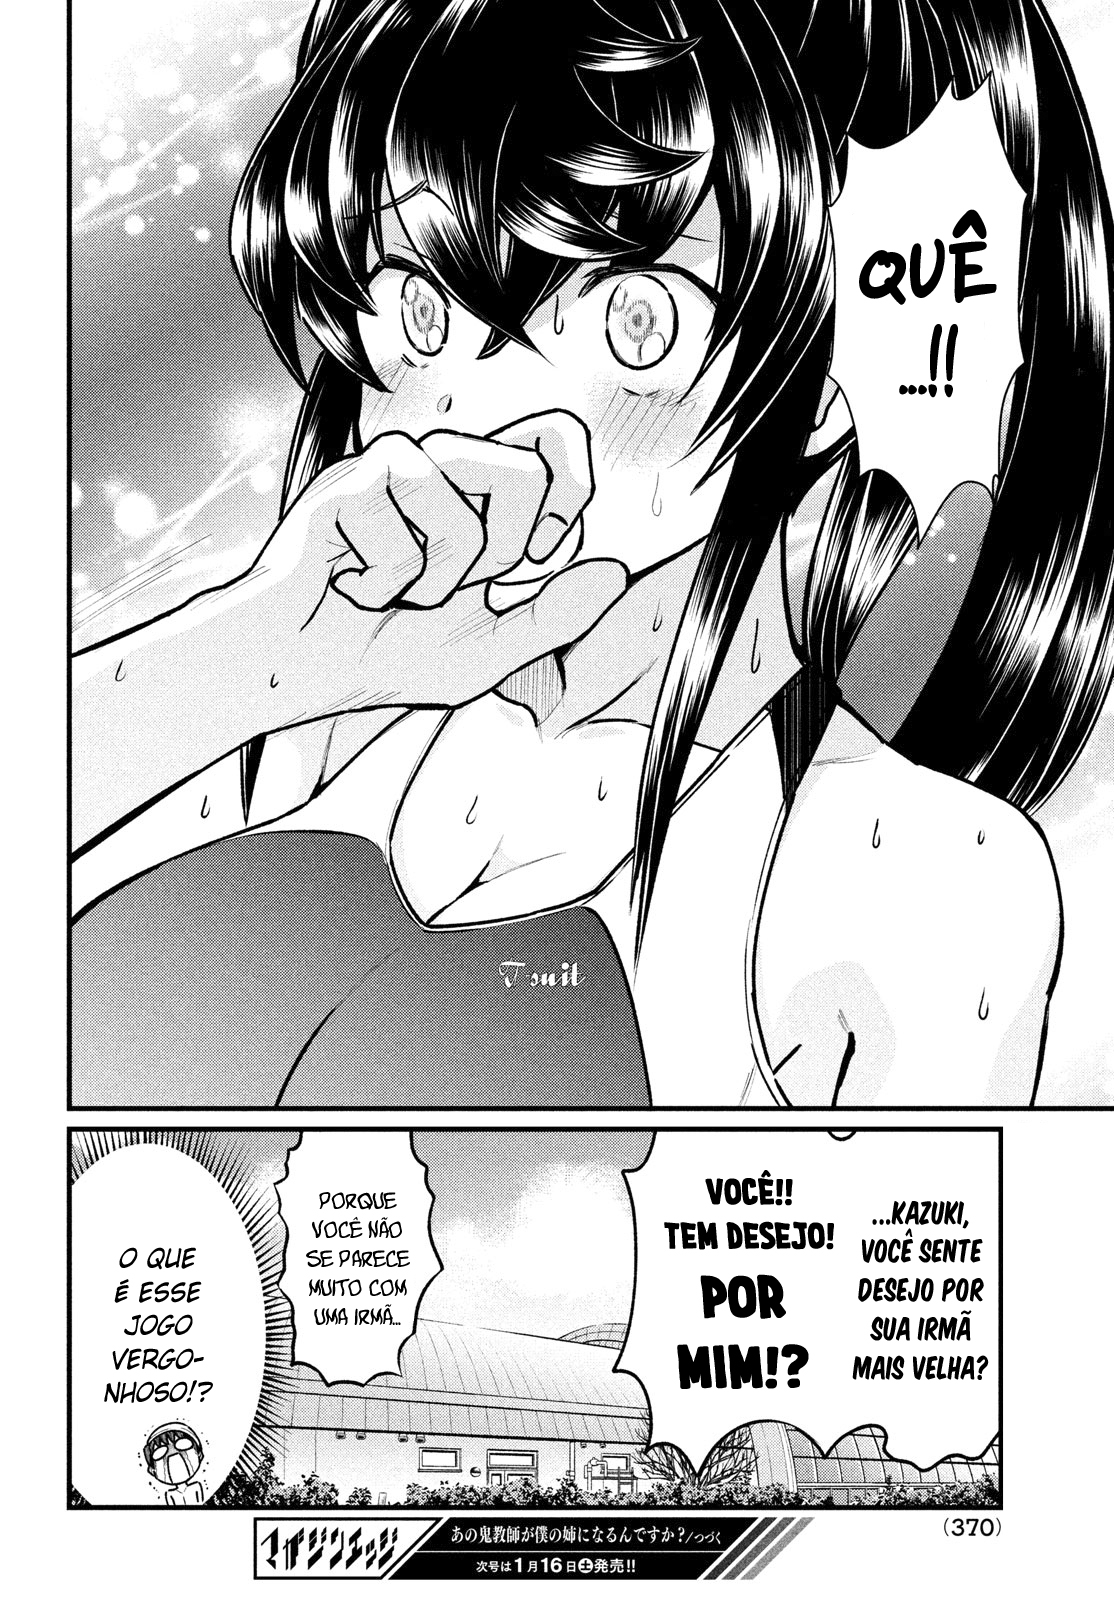 QUÊ
...!!
T-suit
...KAZUKI,
VOCÊ SENTE
DESEJO POR
SUA IRMÃ
MAIS VELHA?
VOCÊ!!
TEM DESEJO!
POR
MIM!?
PORQUE
VOCÊ NÃO
SE PARECE
MUITO COM
UMA IRMÃ...
O QUE
É ESSE
JOGO
VERGO-
NHOSO!?
(370)
マガジンエッジ
あの鬼教師が僕の姉になるんですか?/つづく
次号は1月16日土発売!!